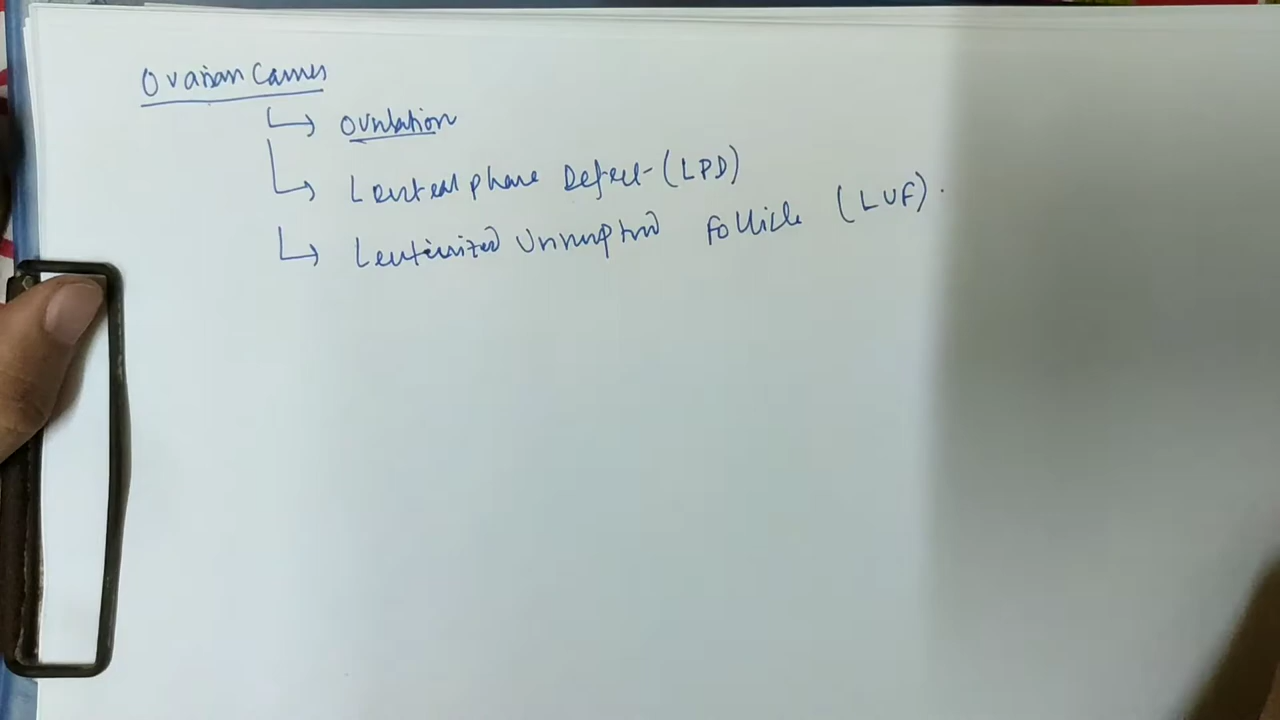 Ovarian Causes
↳ Ovulation
↳ Leuteal phase Defect (LPD)
↳ Leuteinized Unruptured follicle (LUF).